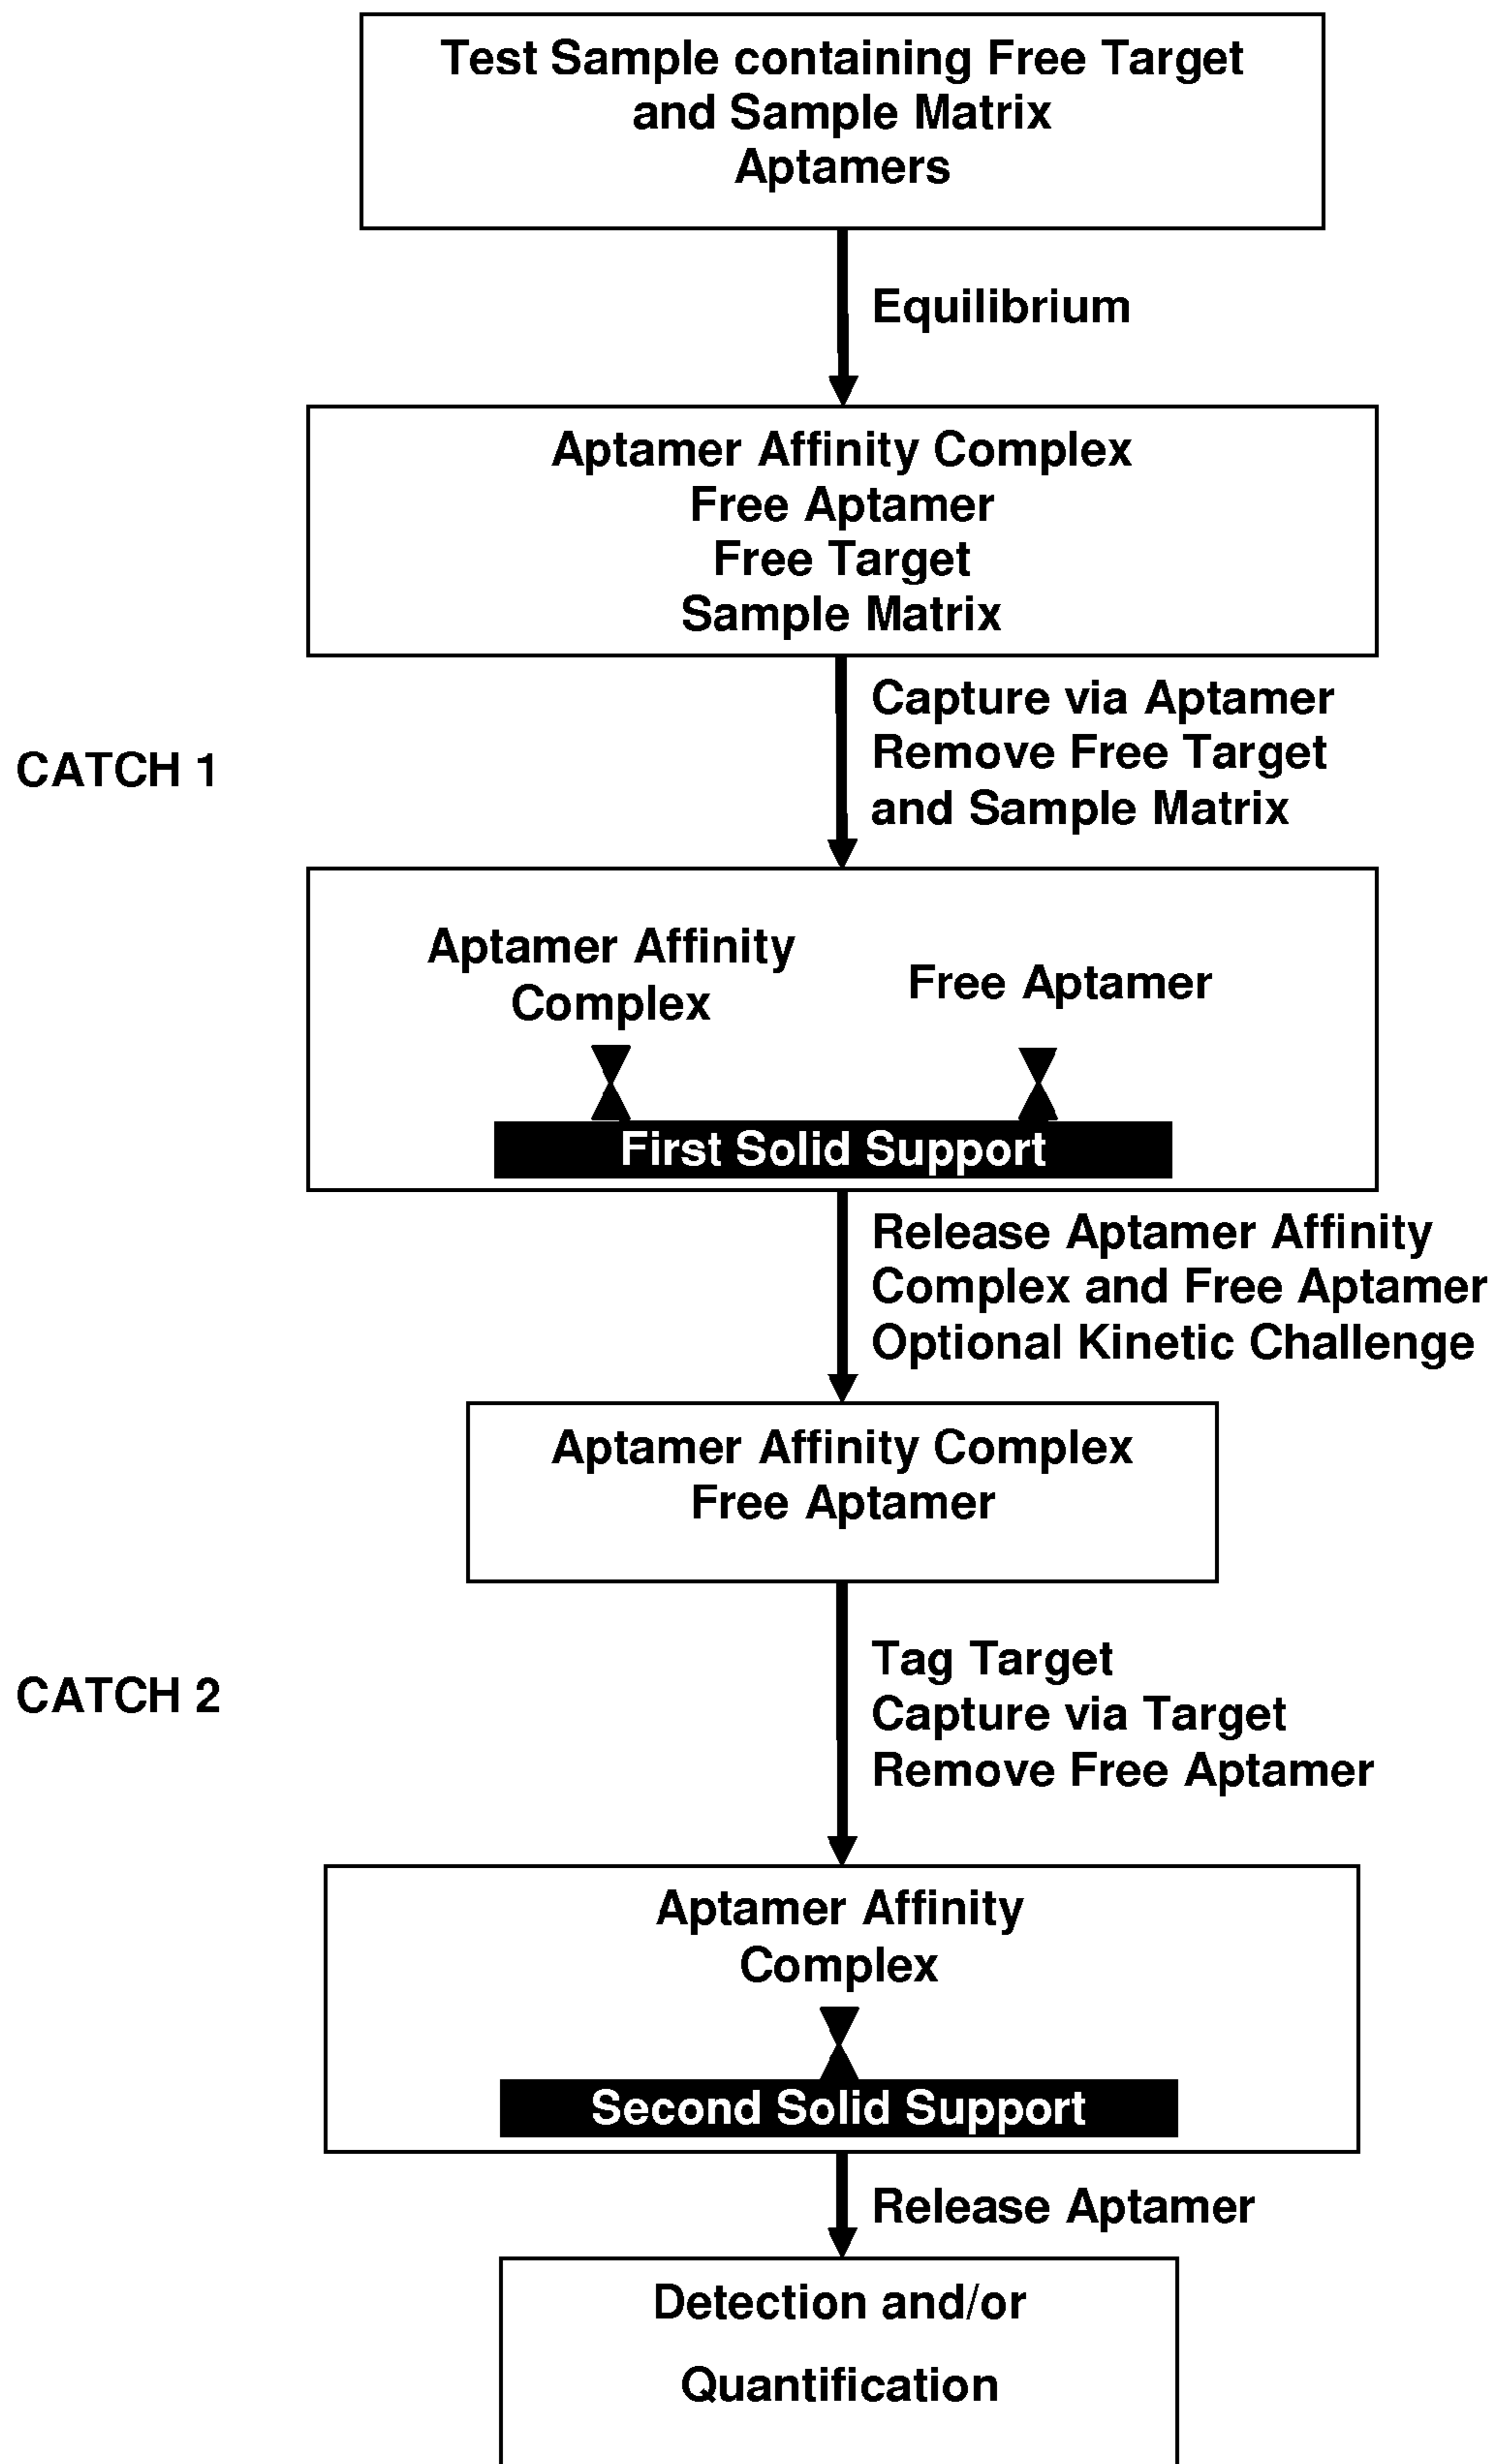 Test Sample containing Free Target
and Sample Matrix
Aptamers
Equilibrium
Aptamer Affinity Complex
Free Aptamer
Free Target
Sample Matrix
CATCH 1
Capture via Aptamer
Remove Free Target
and Sample Matrix
Aptamer Affinity
Complex
Free Aptamer
First Solid Support
Release Aptamer Affinity
Complex and Free Aptamer
Optional Kinetic Challenge
Aptamer Affinity Complex
Free Aptamer
CATCH 2
Tag Target
Capture via Target
Remove Free Aptamer
Aptamer Affinity
Complex
Second Solid Support
Release Aptamer
Detection and/or
Quantification